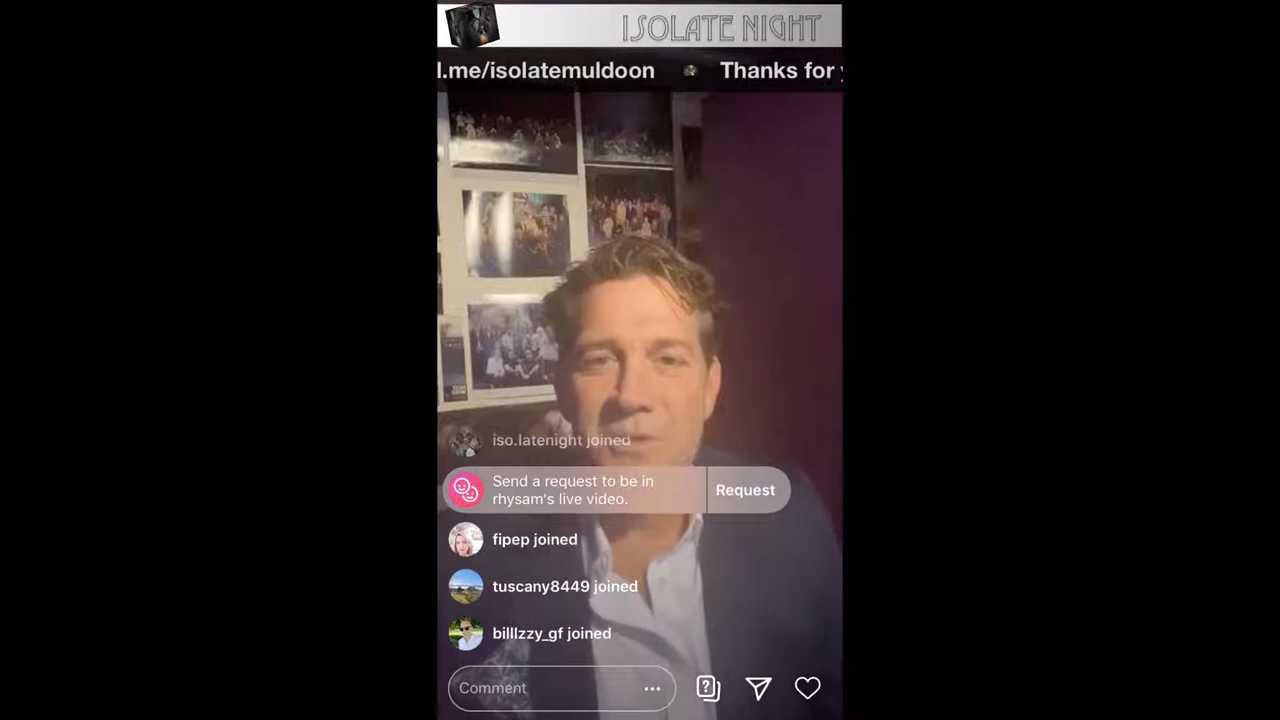 ISOLATE NIGHT
l.me/isolatemuldoon Thanks for
iso.latenight joined
Send a request to be in
rhysam's live video.
Request
fipep joined
tuscany8449 joined
billlzzy_gf joined
Comment